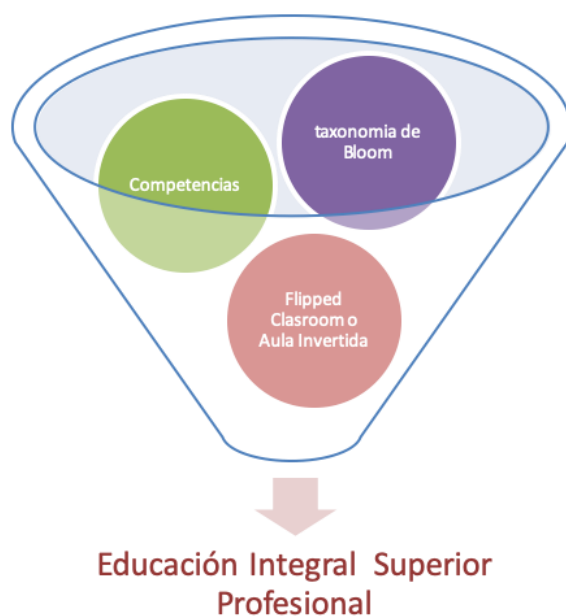 taxonomia de
Bloom
Competencias
Flipped
Clasroom o
Aula Invertida
Educación Integral Superior
Profesional